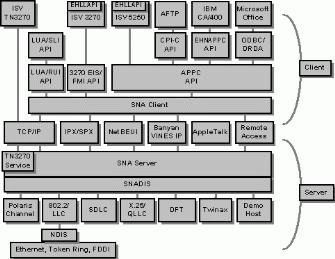 ISV
TN3270
EHLLAPI
ISV 3270
EHLLAPI
ISV 5250
AFTP
IBM
CA/400
Microsoft
Office
LUA/SLI
API
CPI-C
API
EHNAPPC
API
ODBC/
DRDA
Client
LUA/RUI
API
3270 EIS/
FMI API
APPC
API
SNA Client
TCP/IP
IPX/SPX
NetBEUI
Banyan
VINES IP
AppleTalk
Remote
Access
TN3270
Service
SNA Server
SNADIS
Server
Polaris
Channel
802.2/
LLC
SDLC
X.25/
QLLC
DFT
Twinax
Demo
Host
NDIS
Ethernet, Token Ring, FDDI